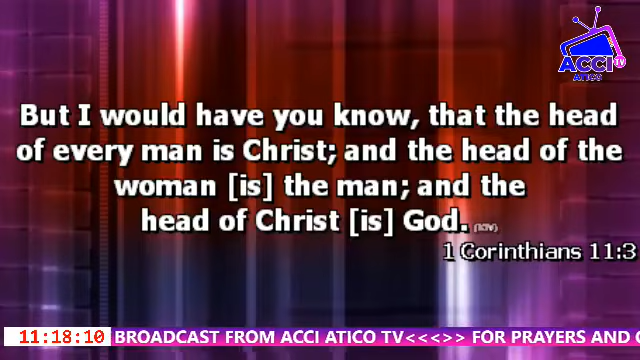 ACCI TV
ATICO
But I would have you know, that the head
of every man is Christ; and the head of the
woman [is] the man; and the
head of Christ [is] God. (KJV)
1 Corinthians 11:3
11:18:10 BROADCAST FROM ACCI ATICO TV<<<>> FOR PRAYERS AND